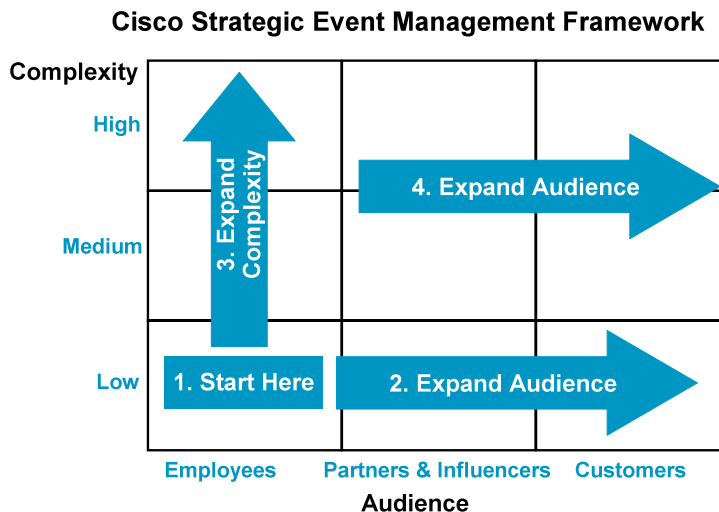 Cisco Strategic Event Management Framework
Complexity
High
Medium
Low
3. Expand
Complexity
4. Expand Audience
1. Start Here
2. Expand Audience
Employees
Partners & Influencers
Customers
Audience